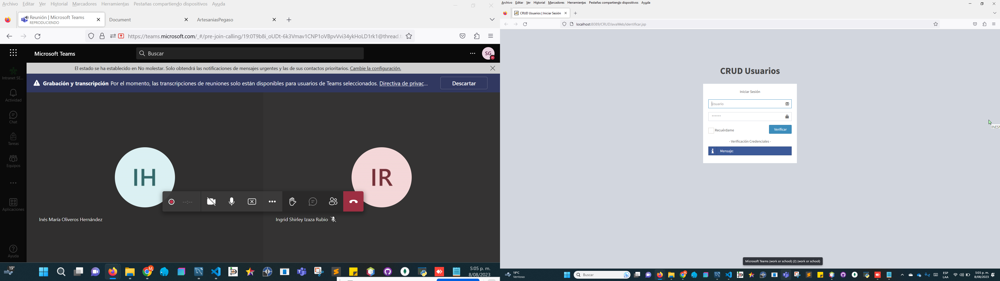 Archivo Editar Ver Historial Marcadores Herramientas Pestañas compartiendo dispositivos Ayuda
Reunión | Microsoft Teams
REPRODUCIENDO
Document
ArtesaniasPegaso
https://teams.microsoft.com/_#/pre-join-calling/19:0T9b8i_oUDt-6k3Vmav1CNP1oVBpvVvi34ykHoLD1rk1@thread.t
Microsoft Teams
Buscar
SG
El estado se ha establecido en No molestar. Solo obtendrá las notificaciones de mensajes urgentes y las de sus contactos prioritarios. Cambie la configuración.
Grabación y transcripción Por el momento, las transcripciones de reuniones solo están disponibles para usuarios de Teams seleccionados. Directiva de privac...
Descartar
Intranet SE...
Actividad
Chat
Tareas
Equipos
Aplicaciones
Ayuda
IH
IR
--:--
Inés María Oliveros Hernández
Ingrid Shirley Izaza Rubio
19°
M
5:05 p. m.
8/08/2023
Archivo Editar Ver Historial Marcadores Herramientas Pestañas compartiendo dispositivos Ayuda
CRUD Usuarios | Iniciar Sesión
localhost:8089/CRUDJavaWeb/identificar.jsp
CRUD Usuarios
Iniciar Sesión
Usuario
******
Recuérdame
Verificar
- Verificación Credenciales -
Mensaje:
Microsoft Teams (work or school) (2) (work or school)
19°C
Ventoso
Buscar
ESP
LAA
5:05 p. m.
8/08/2023